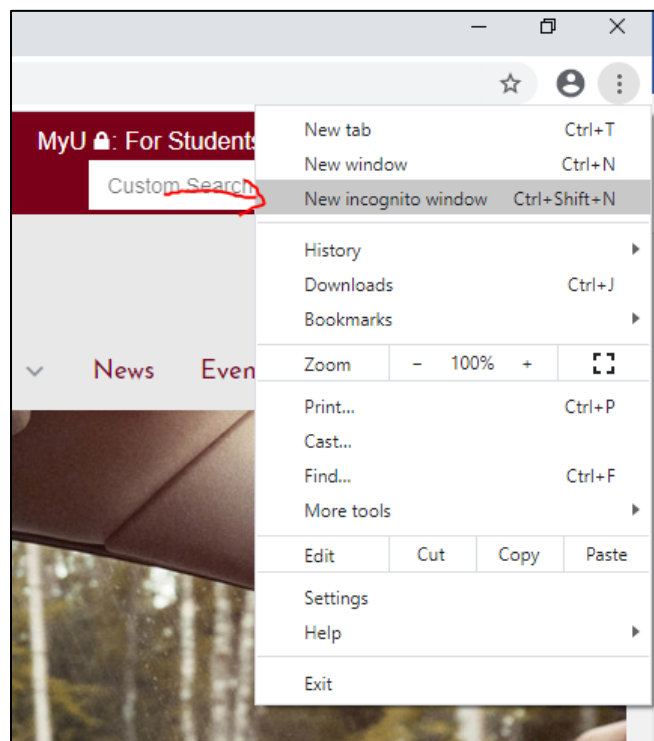 MyU : For Students
Custom Search
News Even
New tab Ctrl+T
New window Ctrl+N
New incognito window Ctrl+Shift+N
History
Downloads Ctrl+J
Bookmarks
Zoom - 100% +
Print... Ctrl+P
Cast...
Find... Ctrl+F
More tools
Edit Cut Copy Paste
Settings
Help
Exit